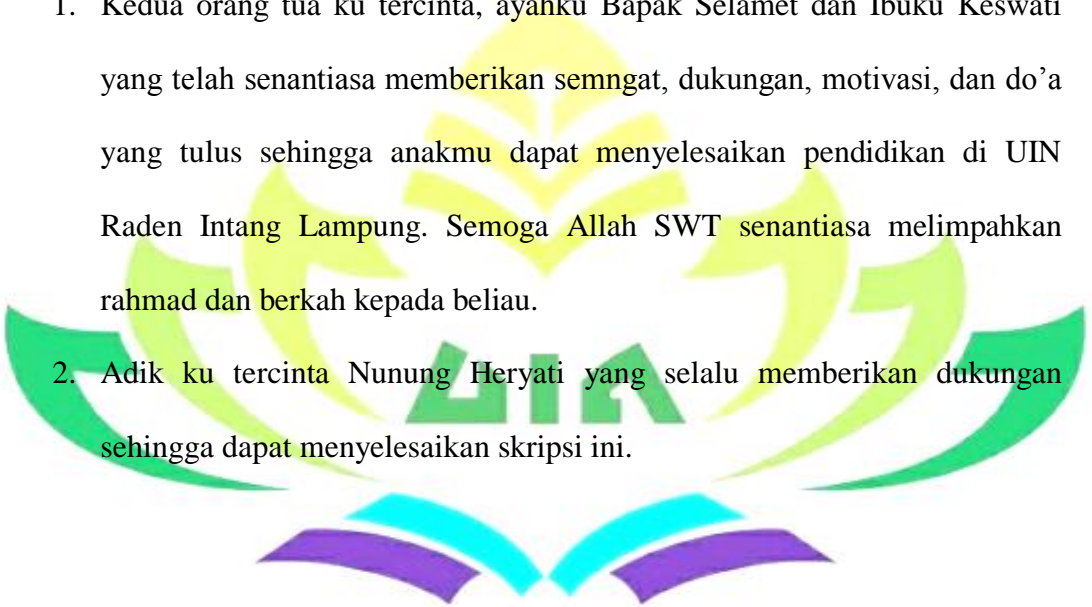 1. Kedua orang tua ku tercinta, ayahku Bapak Selamet dan Ibuku Keswati
yang telah senantiasa memberikan semngat, dukungan, motivasi, dan do’a
yang tulus sehingga anakmu dapat menyelesaikan pendidikan di UIN
Raden Intang Lampung. Semoga Allah SWT senantiasa melimpahkan
rahmad dan berkah kepada beliau.
2. Adik ku tercinta Nunung Heryati yang selalu memberikan dukungan
UIN
sehingga dapat menyelesaikan skripsi ini.